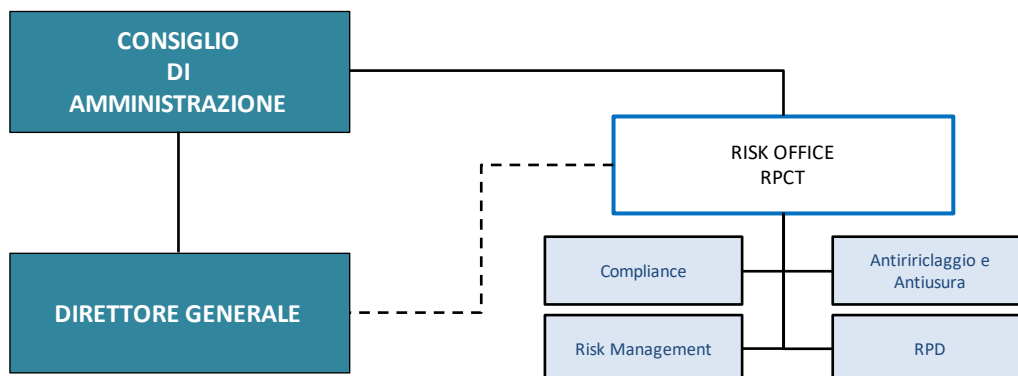 CONSIGLIO
DI
AMMINISTRAZIONE
RISK OFFICE
RPCT
Compliance
Antiririclaggio e
Antiusura
DIRETTORE GENERALE
Risk Management
RPD